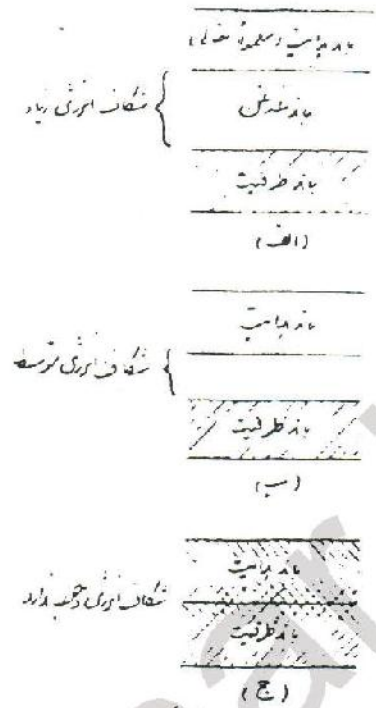 باند هدایت
شکاف انرژی زیاد
باند ظرفیت
(الف)
باند هدایت
شکاف انرژی متوسط
باند ظرفیت
(ب)
باند هدایت
شکاف انرژی وجود ندارد
باند ظرفیت
(ج)